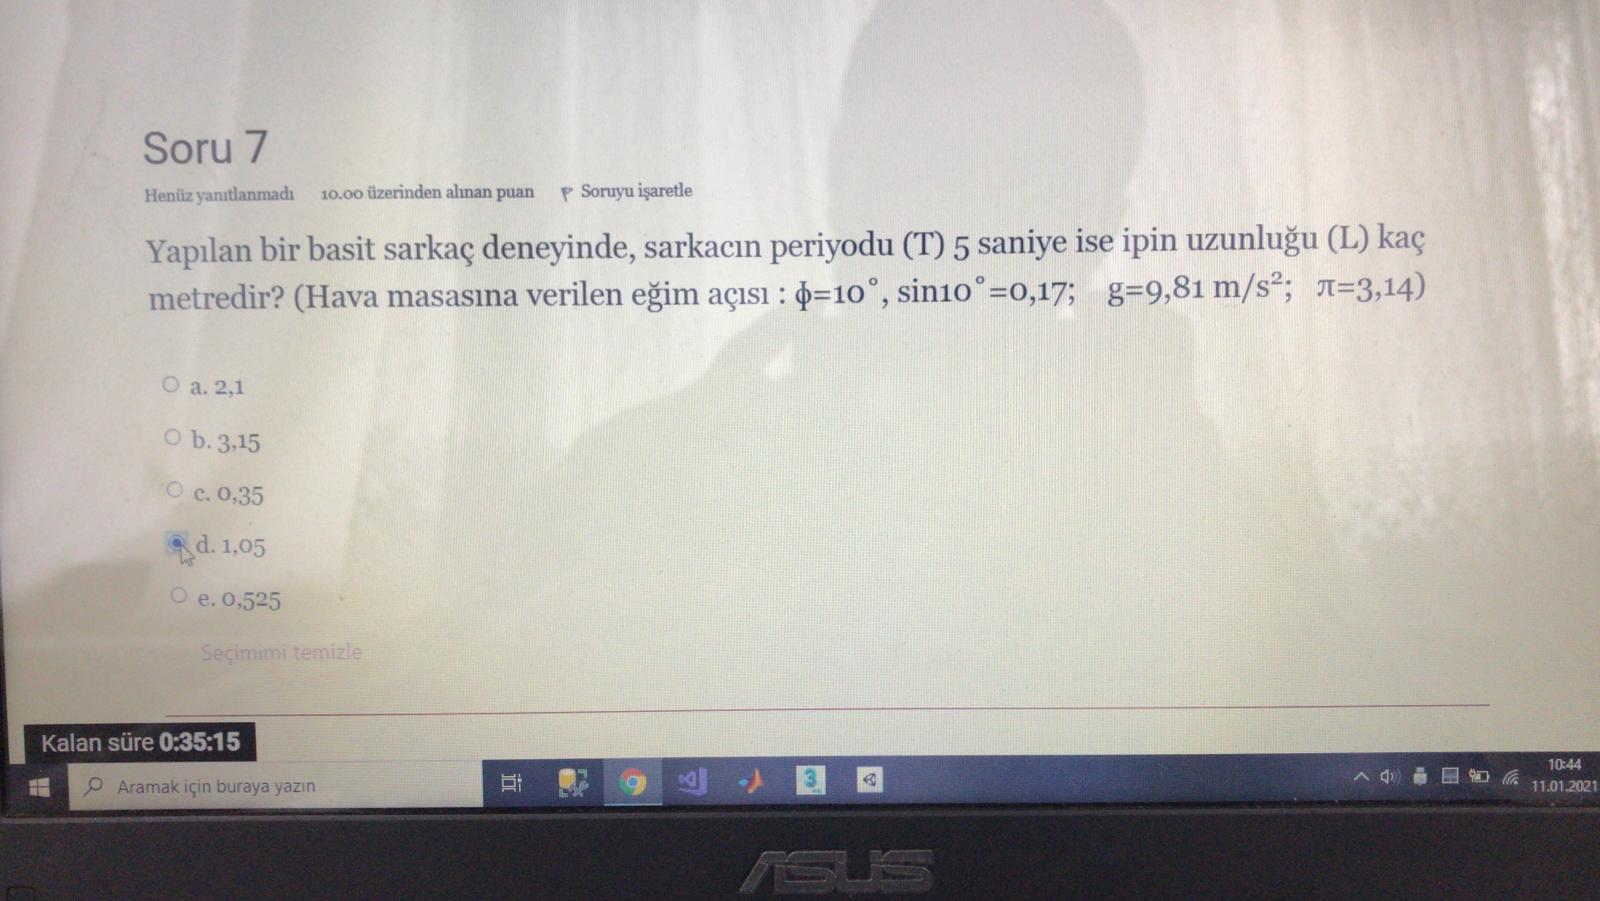 Soru 7
Henüz yanıtlanmadı 10.00 üzerinden alınan puan Soruyu işaretle
Yapılan bir basit sarkaç deneyinde, sarkacın periyodu (T) 5 saniye ise ipin uzunluğu (L) kaç
metredir? (Hava masasına verilen eğim açısı : ϕ=10°, sin10°=0,17; g=9,81 m/s²; π=3,14)
a. 2,1
b. 3,15
c. 0,35
d. 1,05
e. 0,525
Seçimimi temizle
Kalan süre 0:35:15
Aramak için buraya yazın
3
10:44
11.01.2021
ASUS